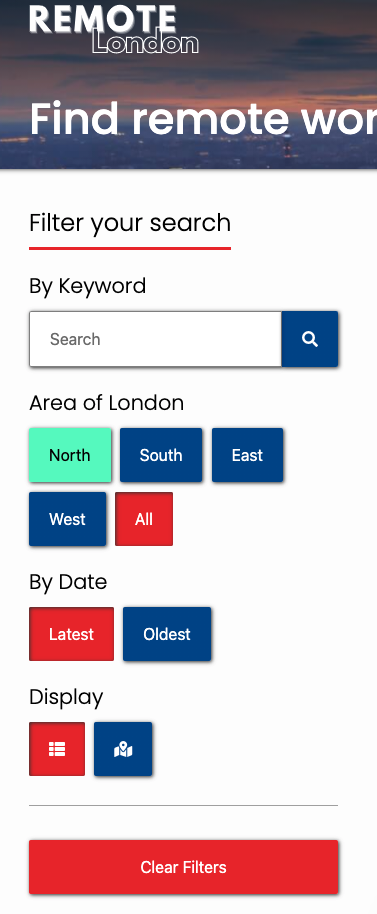 REMOTE
London
Find remote wor
Filter your search
By Keyword
Search
Area of London
North South East
West All
By Date
Latest Oldest
Display
Clear Filters